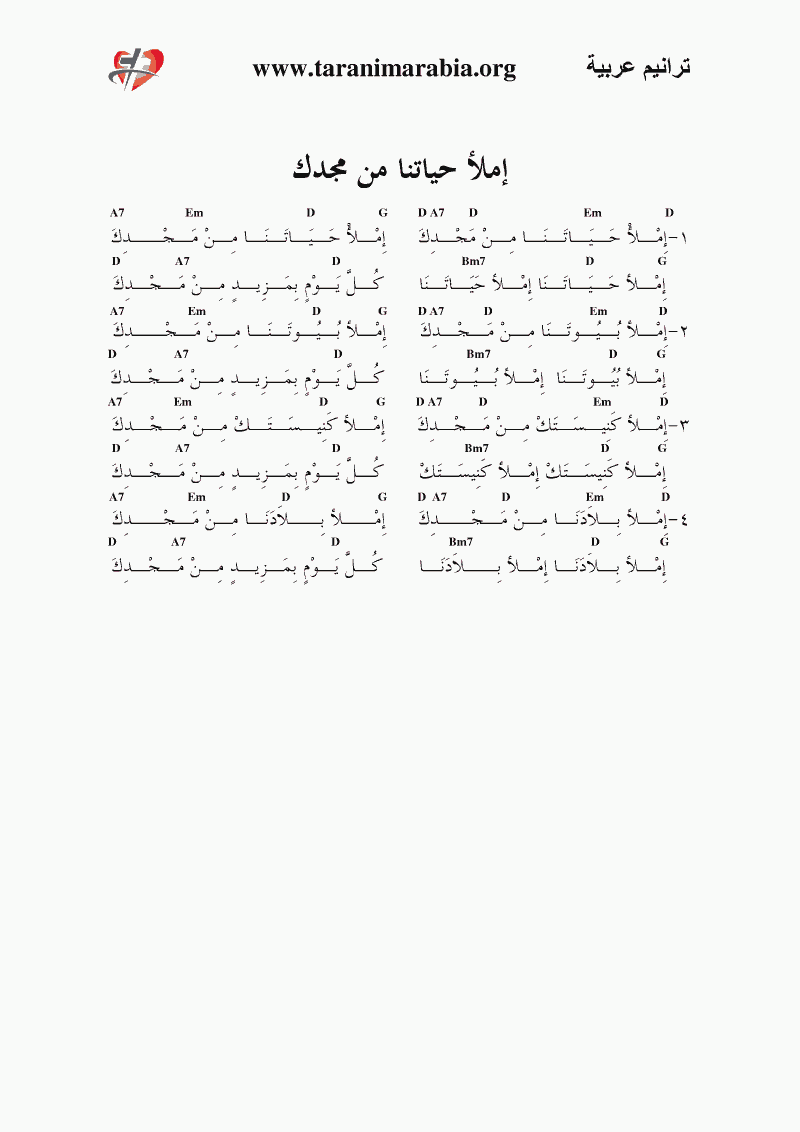 ترانيم عربية www.taranimarabia.org
إملأ حياتنا من مجدك
A7 Em D G D A7 D Em D
١-إِمْلأْ حَيَاتَنَا مِنْ مَجْدِكَ إِمْلأْ حَيَاتَنَا مِنْ مَجْدِكَ
D A7 D Bm7 D G
إِمْلأ حَيَاتَنَا إِمْلأ حَيَاتَنَا كُلَّ يَوْمٍ بِمَزِيدٍ مِنْ مَجْدِكَ
A7 Em D G D A7 D Em D
٢-إِمْلأ بُيُوتَنَا مِنْ مَجْدِكَ إِمْلأ بُيُوتَنَا مِنْ مَجْدِكَ
D A7 D Bm7 D G
إِمْلأ بُيُوتَنَا إِمْلأ بُيُوتَنَا كُلَّ يَوْمٍ بِمَزِيدٍ مِنْ مَجْدِكَ
A7 Em D G D A7 D Em D
٣-إِمْلأ كَنِيسَتَكْ مِنْ مَجْدِكَ إِمْلأ كَنِيسَتَكْ مِنْ مَجْدِكَ
D A7 D Bm7 D G
إِمْلأ كَنِيسَتَكْ إِمْلأ كَنِيسَتَكْ كُلَّ يَوْمٍ بِمَزِيدٍ مِنْ مَجْدِكَ
A7 Em D G D A7 D Em D
٤-إِمْلأ بِلاَدَنَا مِنْ مَجْدِكَ إِمْلأ بِلاَدَنَا مِنْ مَجْدِكَ
D A7 D Bm7 D G
إِمْلأ بِلاَدَنَا إِمْلأ بِلاَدَنَا كُلَّ يَوْمٍ بِمَزِيدٍ مِنْ مَجْدِكَ